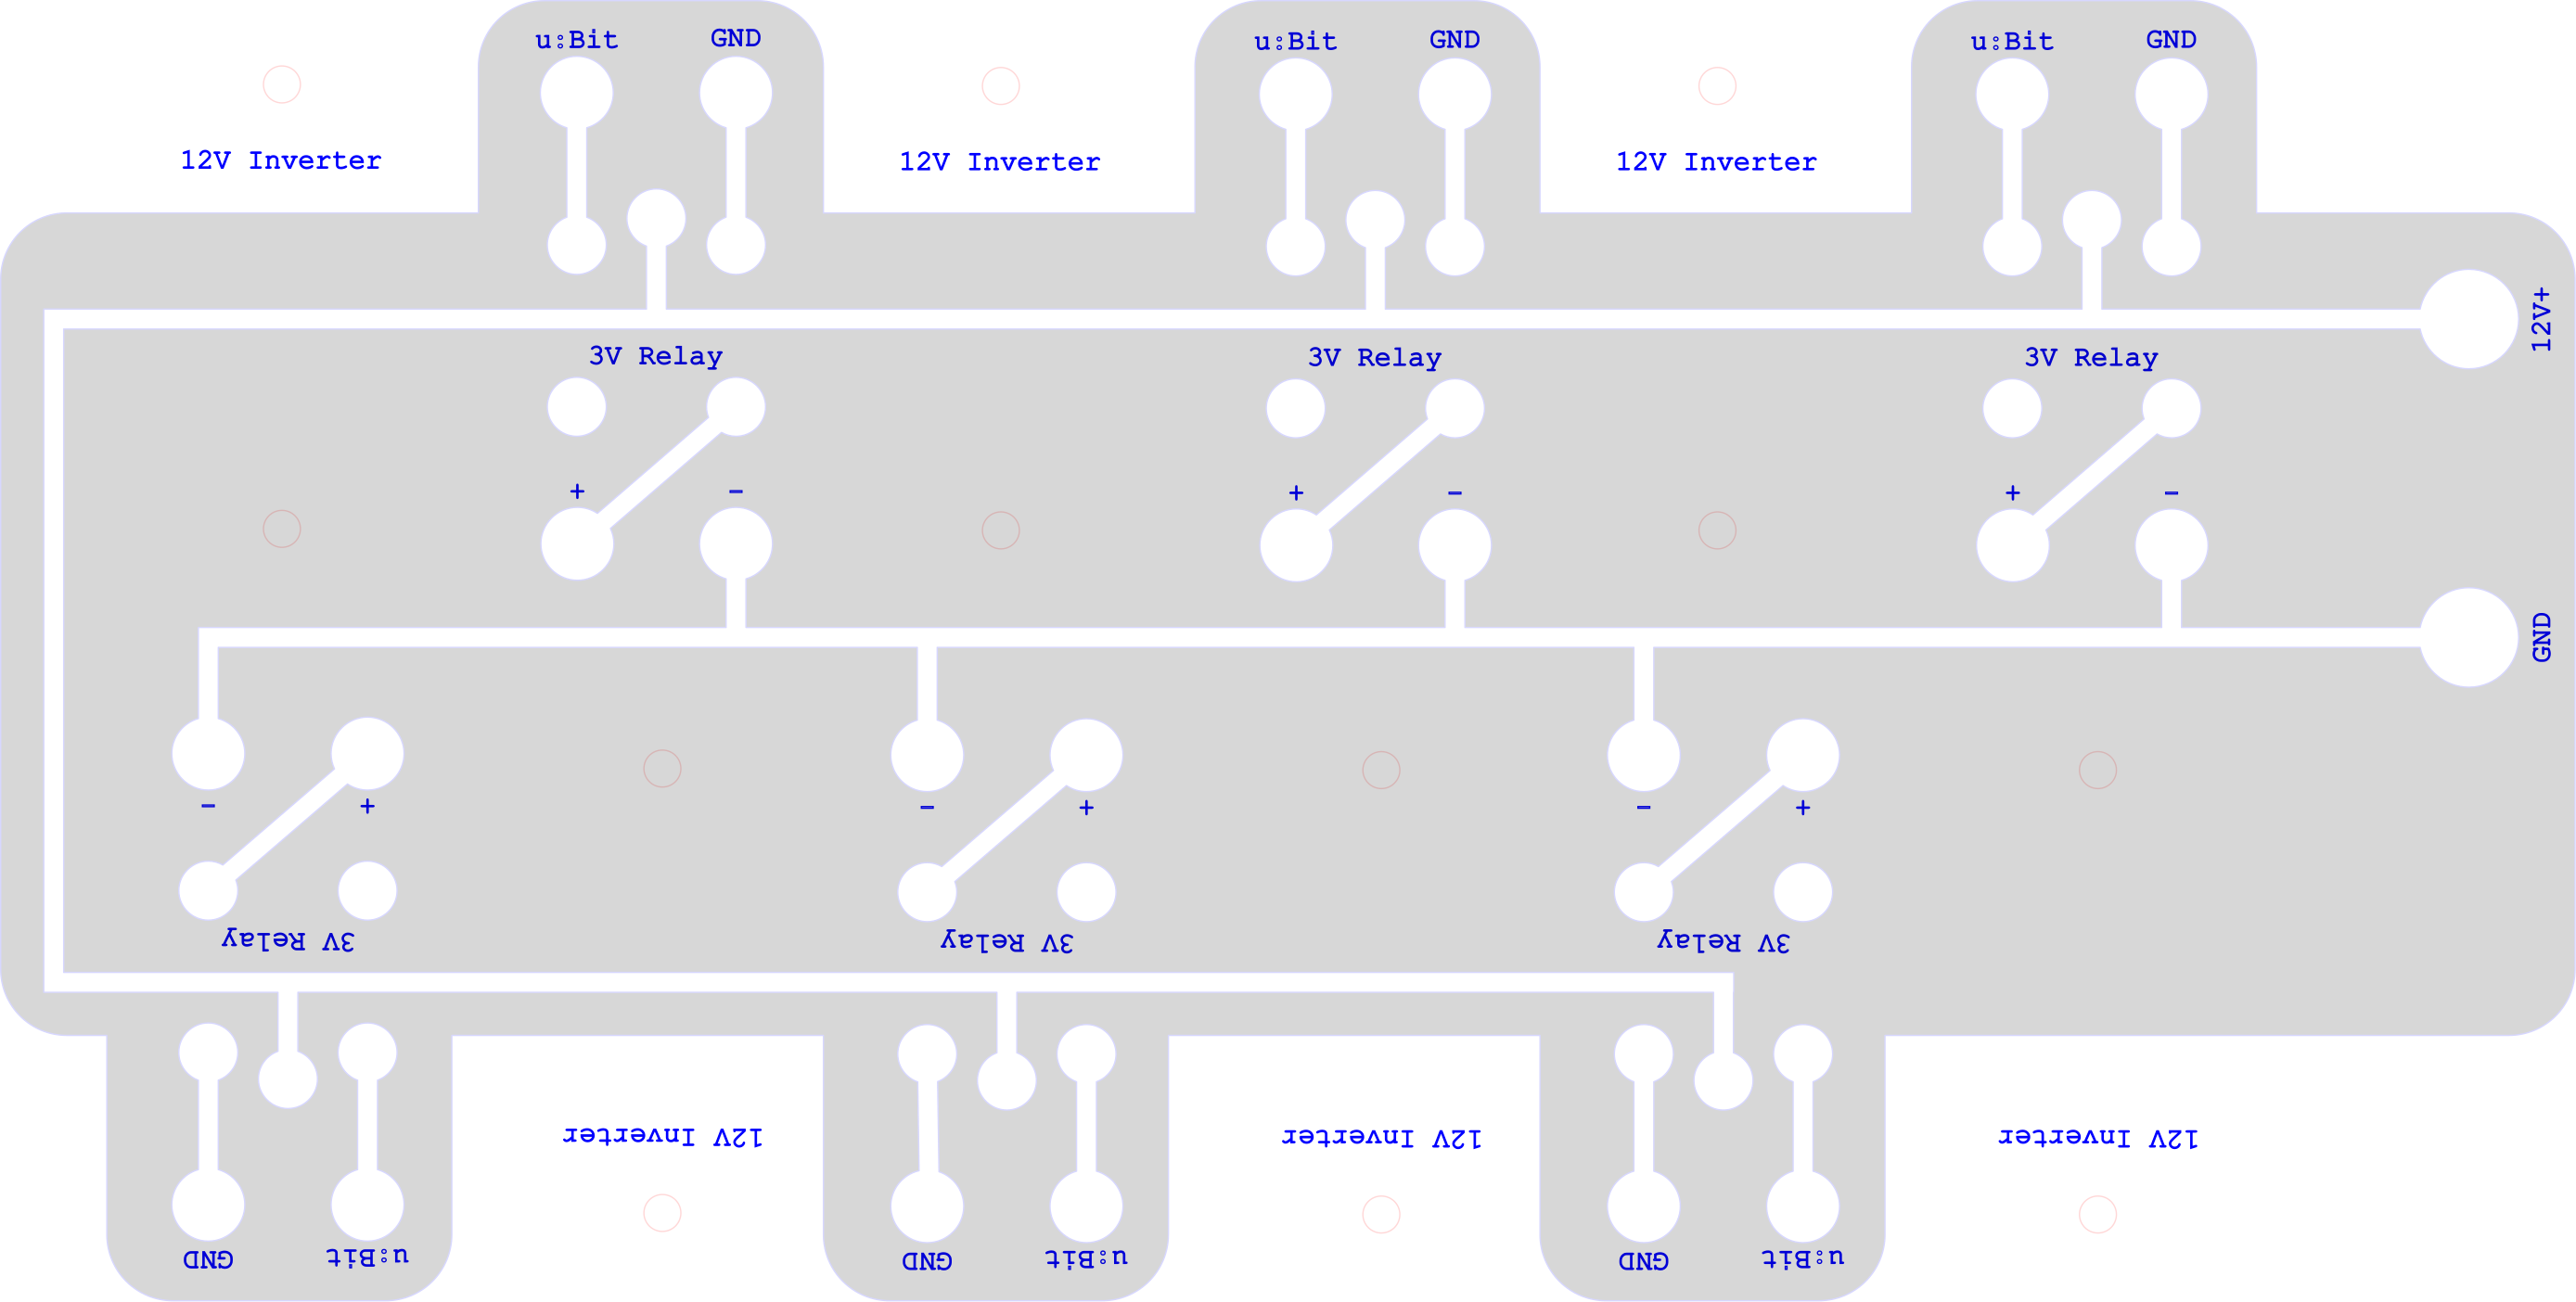 u:Bit GND
u:Bit GND
u:Bit GND
12V Inverter
12V Inverter
12V Inverter
12V+
3V Relay
3V Relay
3V Relay
+ -
+ -
+ -
GND
- +
- +
- +
3V Relay
3V Relay
3V Relay
12V Inverter
12V Inverter
12V Inverter
GND u:Bit
GND u:Bit
GND u:Bit